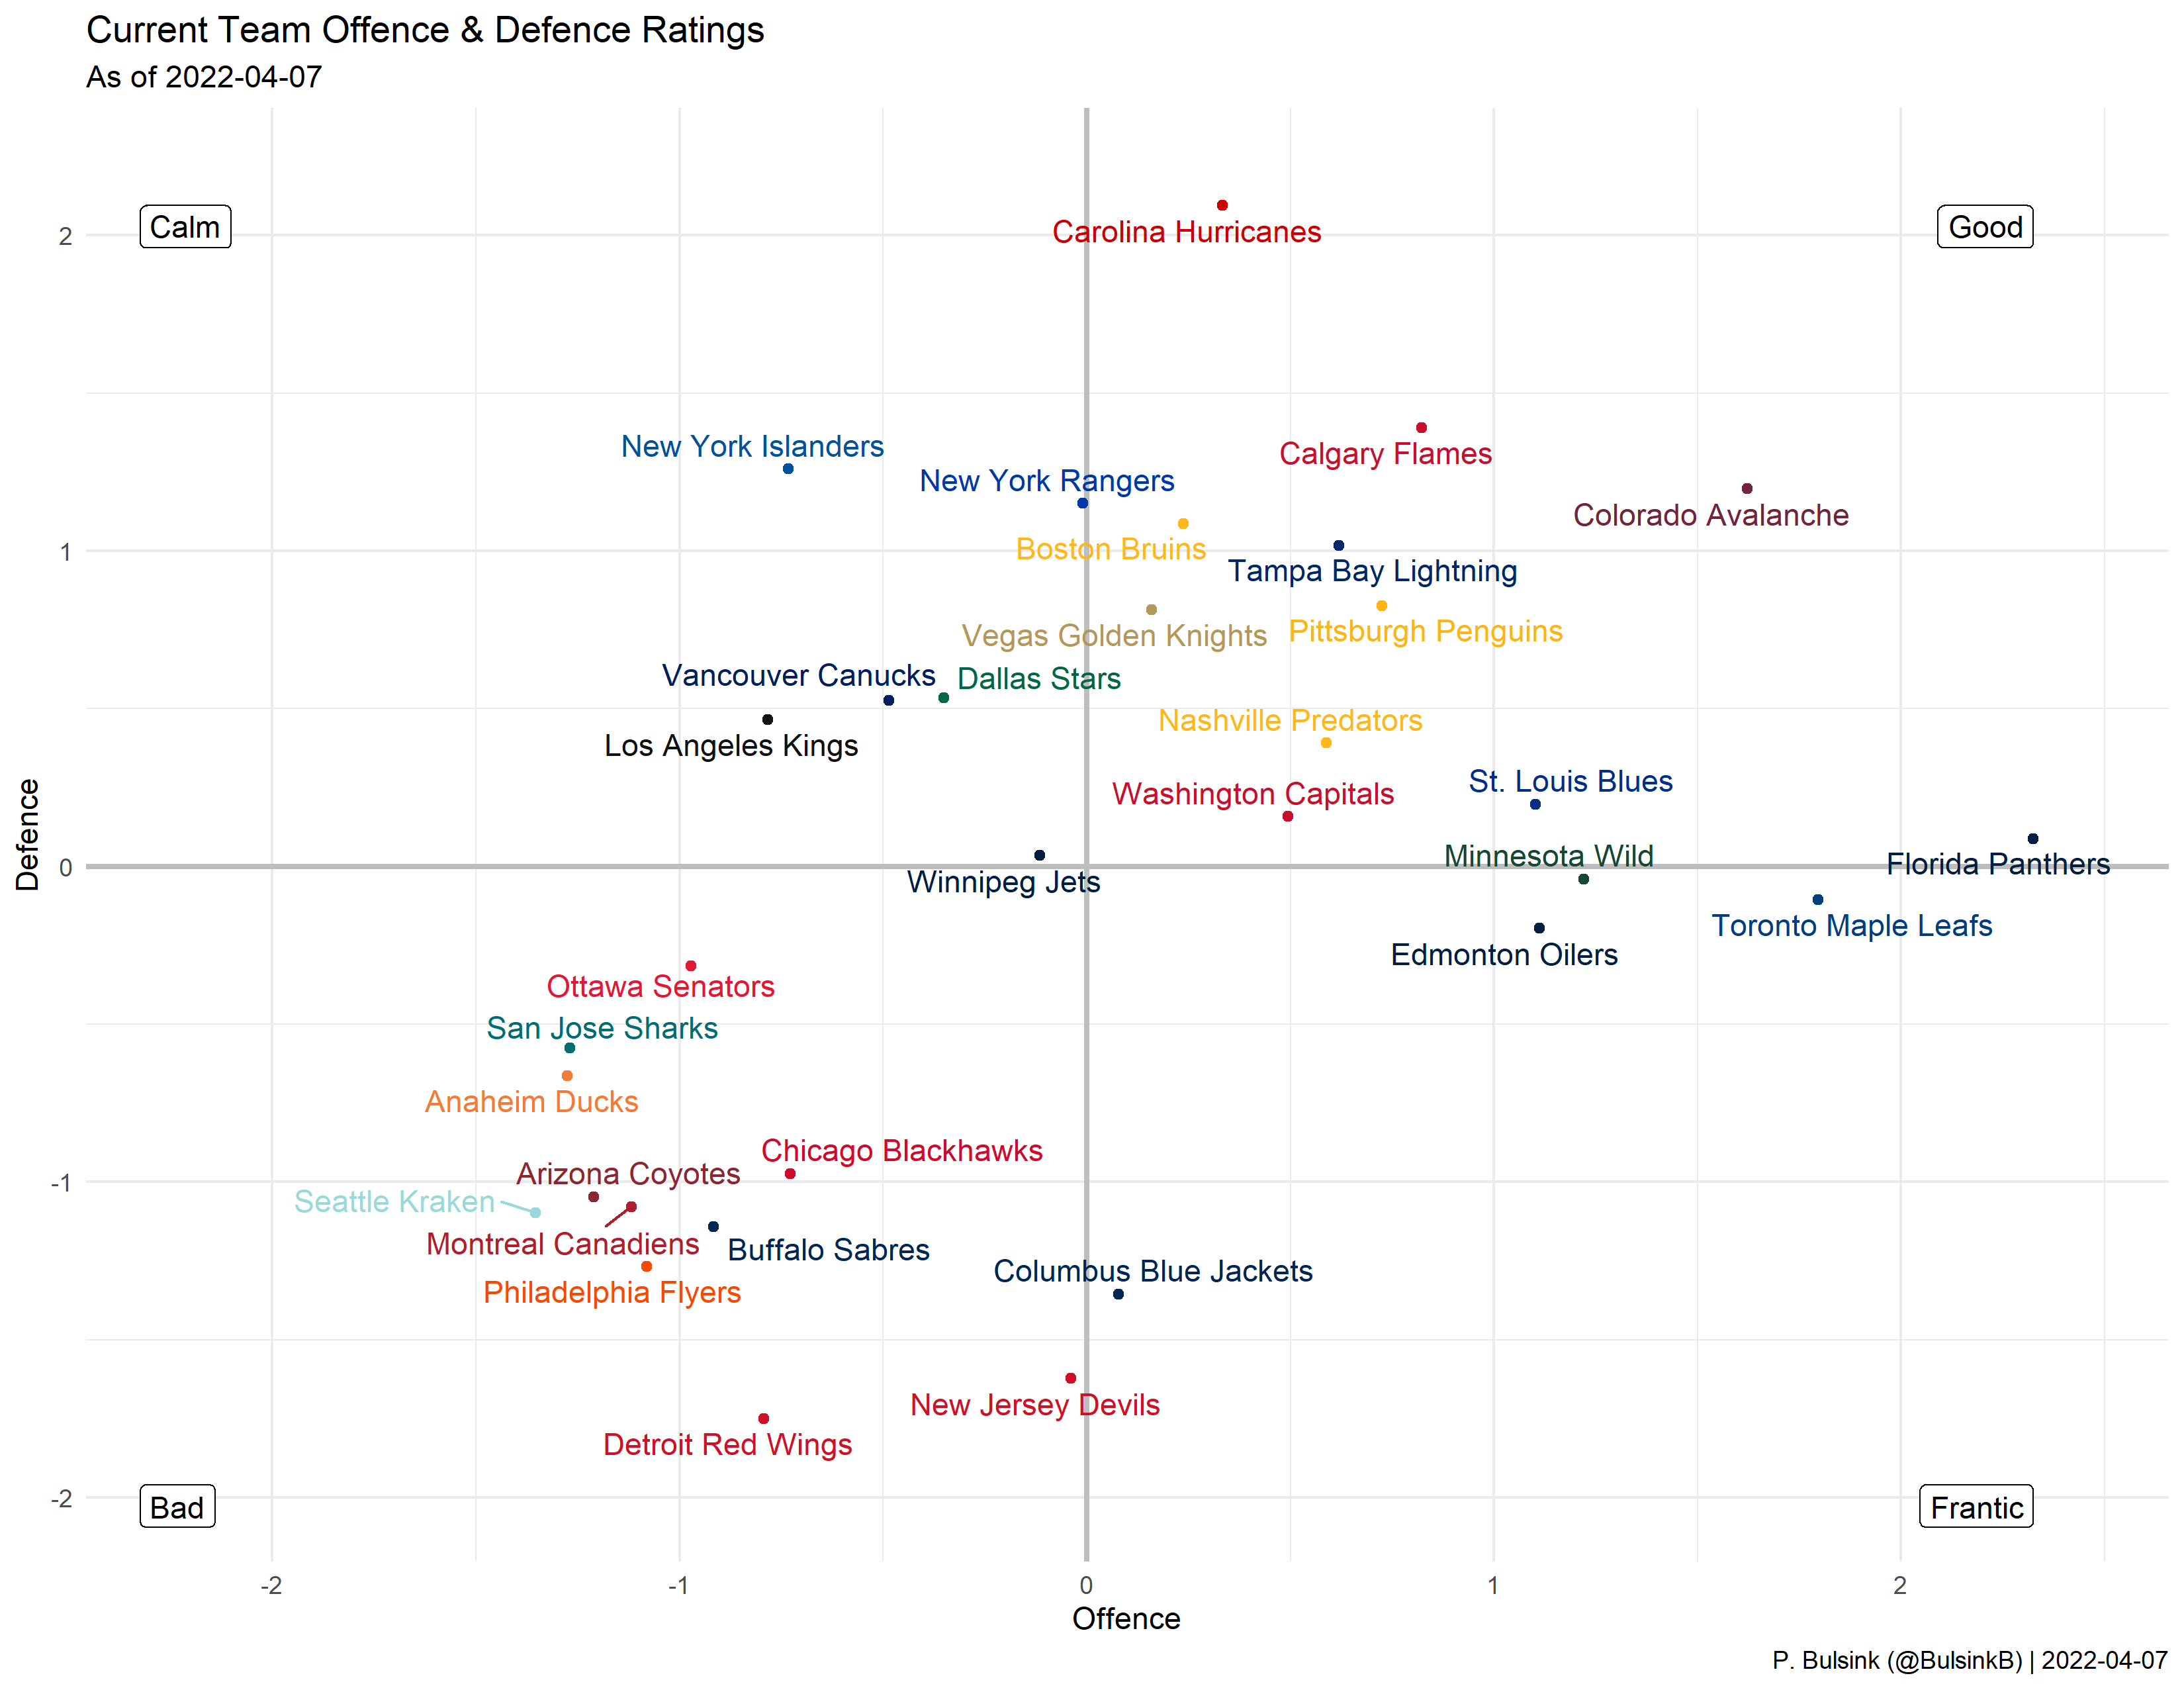 Current Team Offence & Defence Ratings
As of 2022-04-07
Calm
Good
2
Carolina Hurricanes
New York Islanders
Calgary Flames
New York Rangers
Colorado Avalanche
Boston Bruins
1
Tampa Bay Lightning
Vegas Golden Knights
Pittsburgh Penguins
Vancouver Canucks
Dallas Stars
Nashville Predators
Los Angeles Kings
St. Louis Blues
Washington Capitals
Defence
Minnesota Wild
0
Florida Panthers
Winnipeg Jets
Toronto Maple Leafs
Edmonton Oilers
Ottawa Senators
San Jose Sharks
Anaheim Ducks
Chicago Blackhawks
Arizona Coyotes
-1
Seattle Kraken
Montreal Canadiens
Buffalo Sabres
Columbus Blue Jackets
Philadelphia Flyers
New Jersey Devils
Detroit Red Wings
-2
Bad
Frantic
-2 -1 0 1 2
Offence
P. Bulsink (@BulsinkB) | 2022-04-07